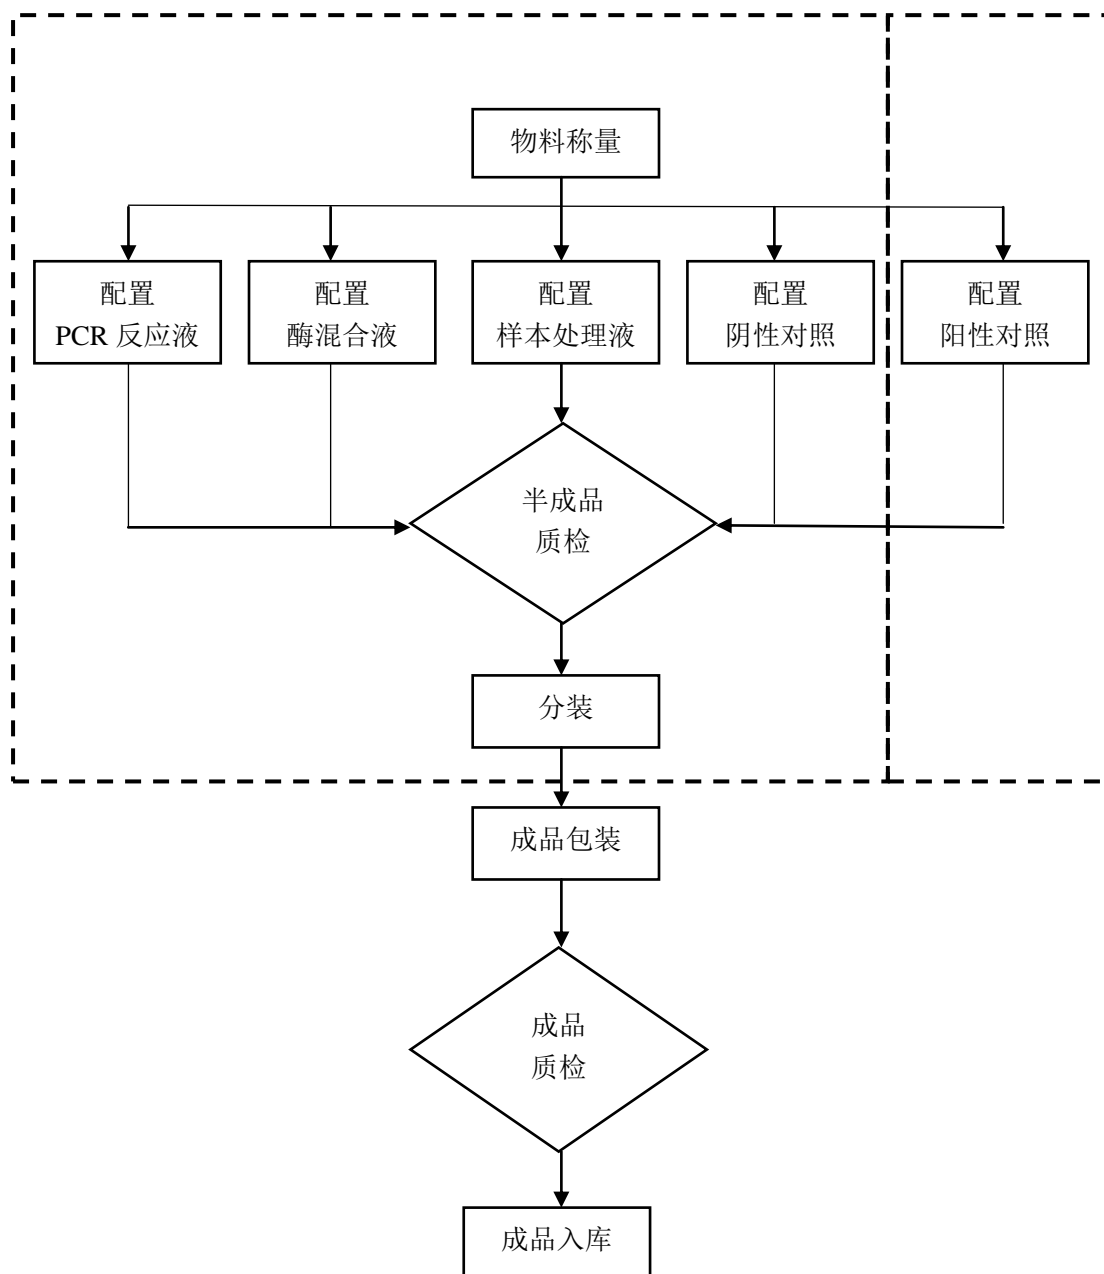 物料称量
配置
PCR 反应液
配置
酶混合液
配置
样本处理液
配置
阴性对照
配置
阳性对照
半成品
质检
分装
成品包装
成品
质检
成品入库